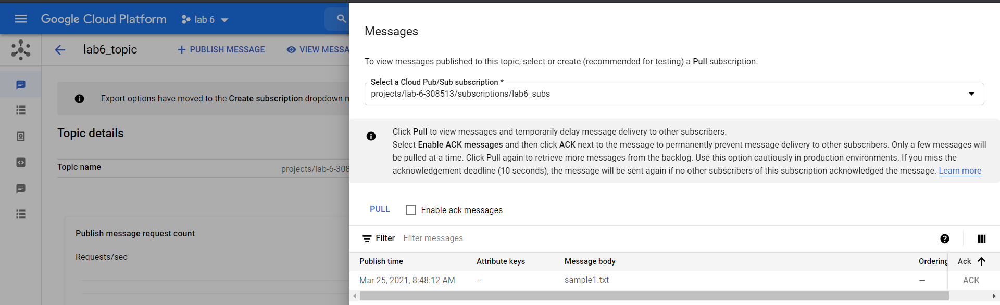 Google Cloud Platform
lab 6
lab6_topic
PUBLISH MESSAGE
VIEW MESSA
Export options have moved to the Create subscription dropdown m
Topic details
Topic name
projects/lab-6-308
Publish message request count
Requests/sec
Messages
To view messages published to this topic, select or create (recommended for testing) a Pull subscription.
Select a Cloud Pub/Sub subscription *
projects/lab-6-308513/subscriptions/lab6_subs
Click Pull to view messages and temporarily delay message delivery to other subscribers.
Select Enable ACK messages and then click ACK next to the message to permanently prevent message delivery to other subscribers. Only a few messages will
be pulled at a time. Click Pull again to retrieve more messages from the backlog. Use this option cautiously in production environments. If you miss the
acknowledgement deadline (10 seconds), the message will be sent again if no other subscribers of this subscription acknowledged the message. Learn more
PULL
Enable ack messages
Filter Filter messages
Publish time Attribute keys Message body Ordering Ack
Mar 25, 2021, 8:48:12 AM — sample1.txt — ACK